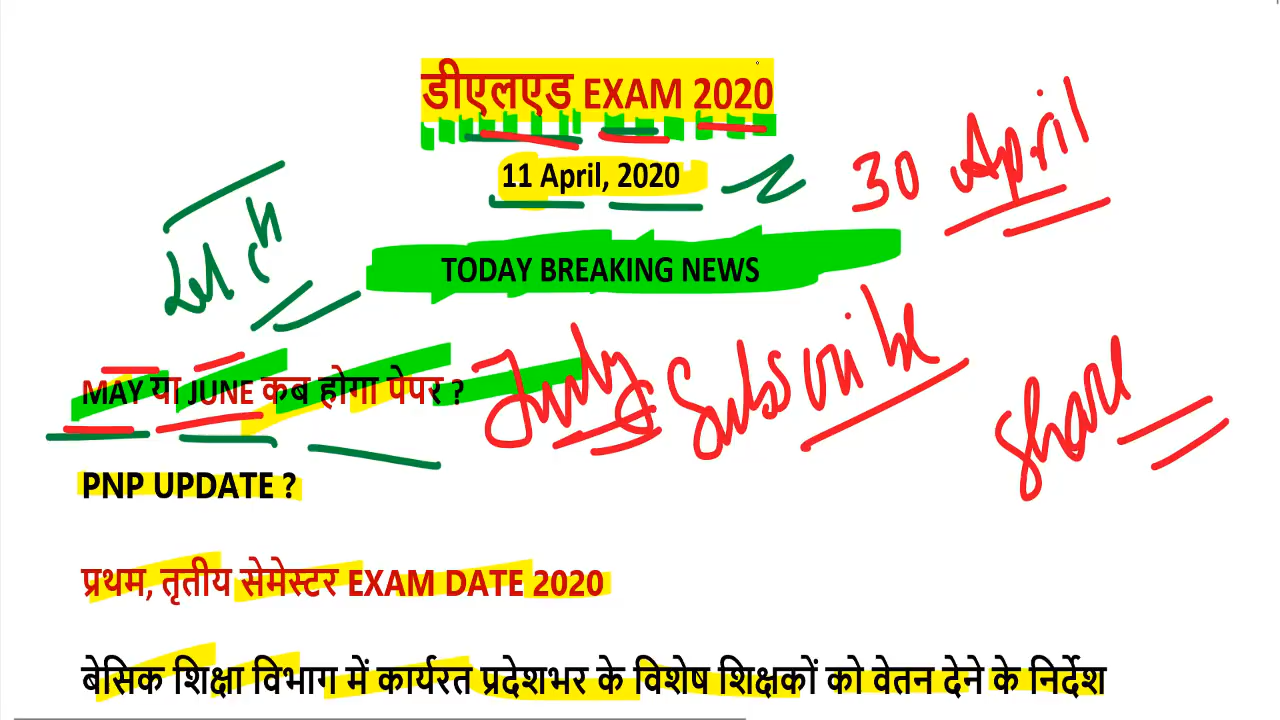 डीएलएड EXAM 2020
11 April, 2020
30 April
TODAY BREAKING NEWS
MAY या JUNE कब होगा पेपर ?
July
Subscribe
Share
PNP UPDATE ?
प्रथम, तृतीय सेमेस्टर EXAM DATE 2020
बेसिक शिक्षा विभाग में कार्यरत प्रदेशभर के विशेष शिक्षकों को वेतन देने के निर्देश